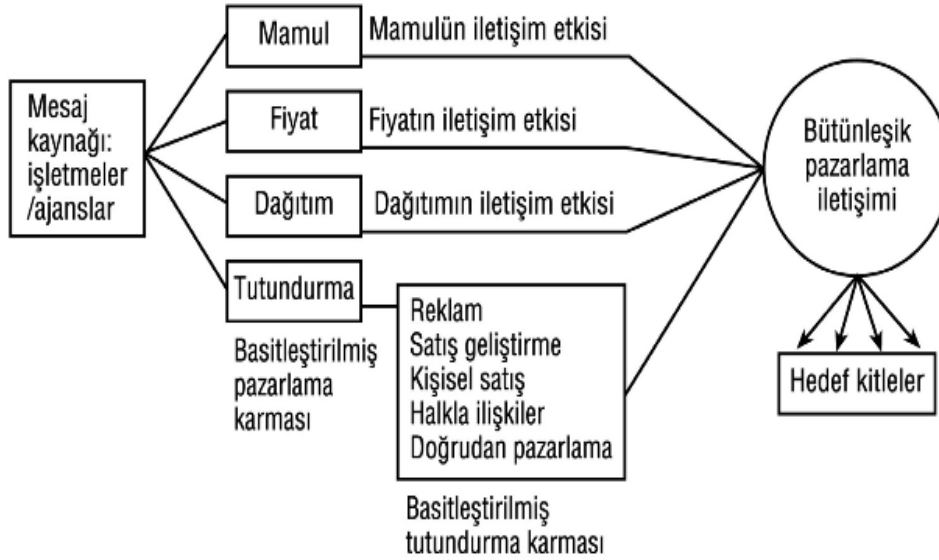 Mesaj
kaynağı:
işletmeler
/ajanslar
Mamul
Mamulün iletişim etkisi
Fiyat
Fiyatın iletişim etkisi
Dağıtım
Dağıtımın iletişim etkisi
Tutundurma
Basitleştirilmiş
pazarlama
karması
Reklam
Satış geliştirme
Kişisel satış
Halkla ilişkiler
Doğrudan pazarlama
Basitleştirilmiş
tutundurma karması
Bütünleşik
pazarlama
iletişimi
Hedef kitleler